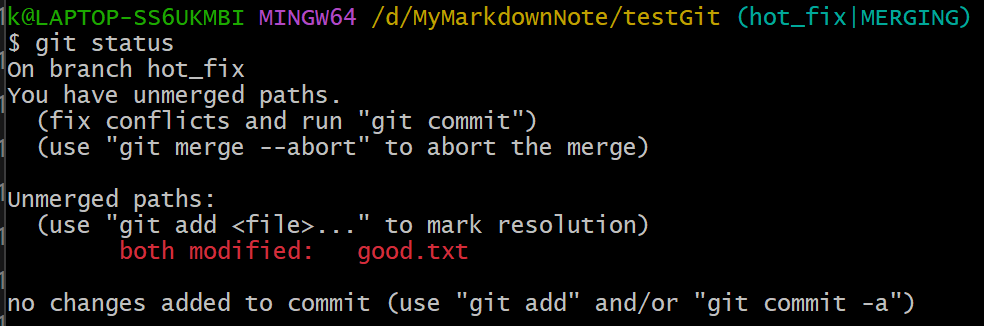 k@LAPTOP-SS6UKMBI MINGW64 /d/MyMarkdownNote/testGit (hot_fix|MERGING)
$ git status
On branch hot_fix
You have unmerged paths.
  (fix conflicts and run "git commit")
  (use "git merge --abort" to abort the merge)

Unmerged paths:
  (use "git add <file>..." to mark resolution)
        both modified:   good.txt

no changes added to commit (use "git add" and/or "git commit -a")